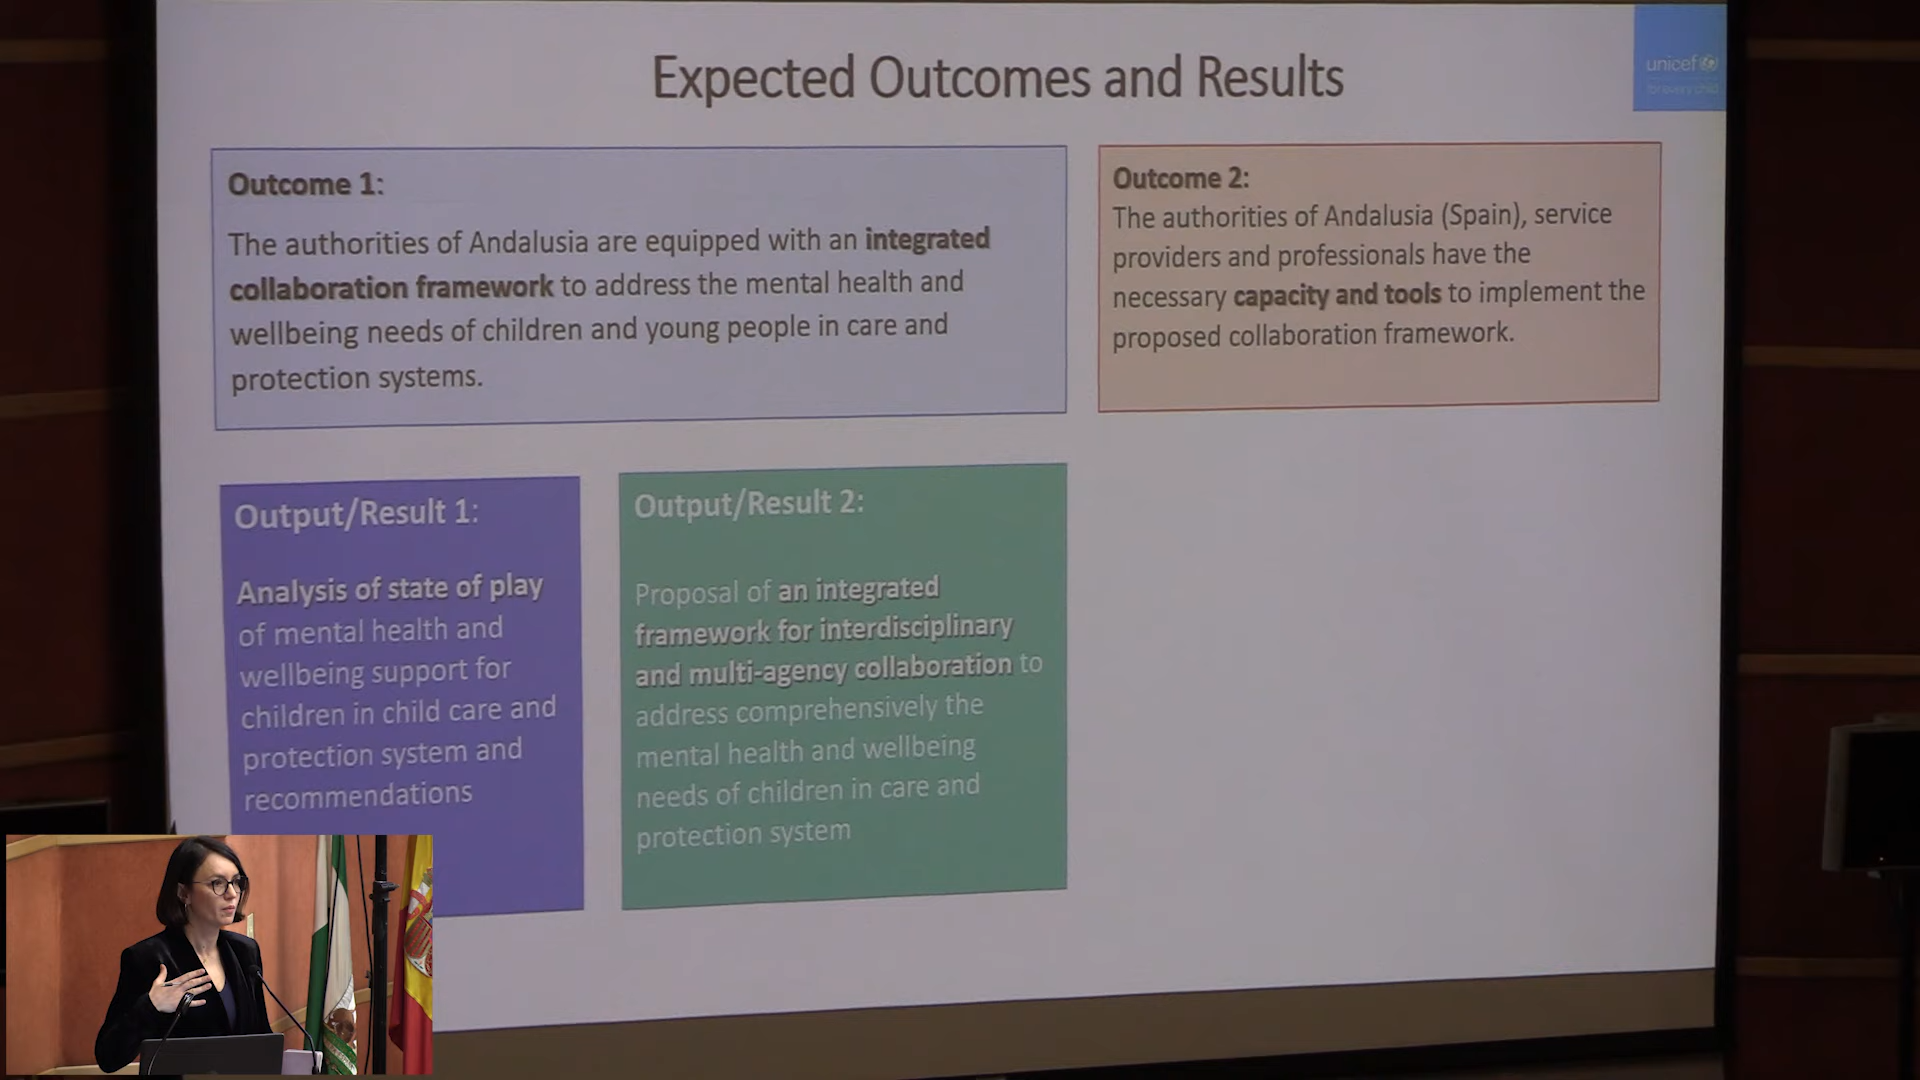 Expected Outcomes and Results
unicef
for every child
Outcome 1:
The authorities of Andalusia are equipped with an integrated
collaboration framework to address the mental health and
wellbeing needs of children and young people in care and
protection systems.
Outcome 2:
The authorities of Andalusia (Spain), service
providers and professionals have the
necessary capacity and tools to implement the
proposed collaboration framework.
Output/Result 1:
Analysis of state of play
of mental health and
wellbeing support for
children in child care and
protection system and
recommendations
Output/Result 2:
Proposal of an integrated
framework for interdisciplinary
and multi-agency collaboration to
address comprehensively the
mental health and wellbeing
needs of children in care and
protection system